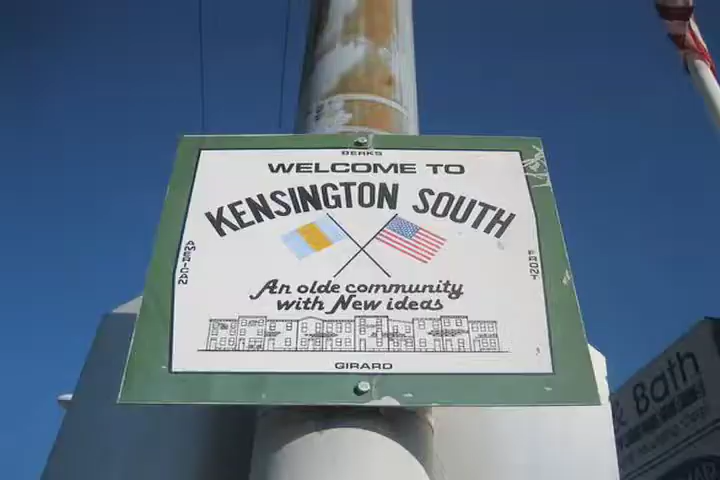 BERKS
WELCOME TO
KENSINGTON SOUTH
AMERICAN
FRONT
An olde community
with New ideas
GIRARD
& Bath